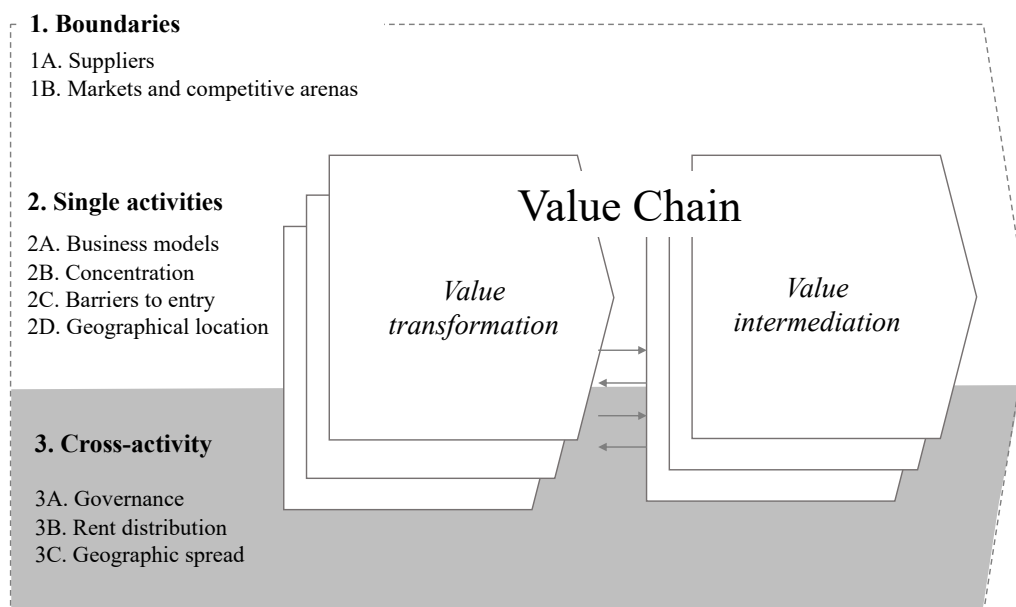 1. Boundaries
1A. Suppliers
1B. Markets and competitive arenas
2. Single activities
2A. Business models
2B. Concentration
2C. Barriers to entry
2D. Geographical location
Value Chain
Value
transformation
Value
intermediation
3. Cross-activity
3A. Governance
3B. Rent distribution
3C. Geographic spread